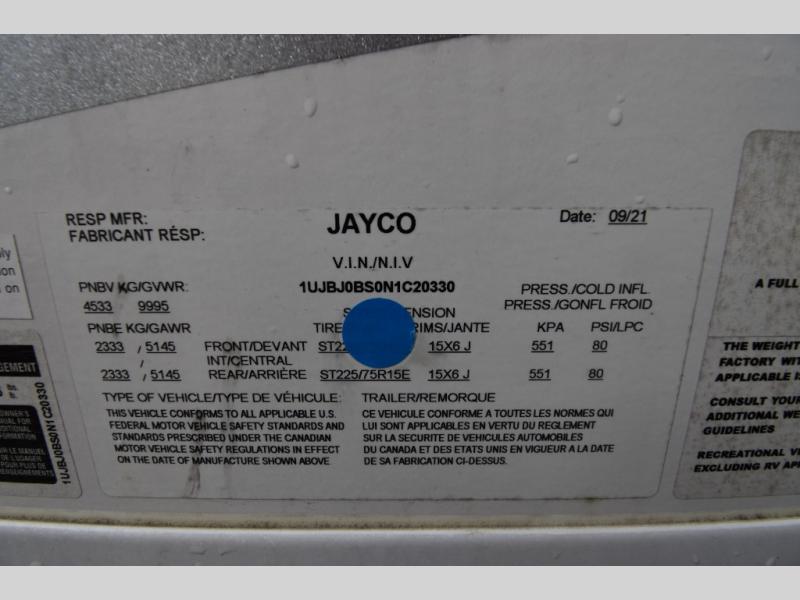 RESP MFR:
FABRICANT RÉSP:
JAYCO
Date: 09/21
V.I.N./N.I.V
PNBV KG/GVWR:
1UJBJ0BS0N1C20330
PRESS./COLD INFL.
PRESS./GONFL FROID
4533 9995
PNBE KG/GAWR
TIRE
KPA PSI/LPC
2333 / 5145 FRONT/DEVANT 15X6 J 551 80
INT/CENTRAL
2333 / 5145 REAR/ARRIÈRE ST225/75R15E 15X6 J 551 80
TYPE OF VEHICLE/TYPE DE VÉHICULE: TRAILER/REMORQUE
THIS VEHICLE CONFORMS TO ALL APPLICABLE U.S.
FEDERAL MOTOR VEHICLE SAFETY STANDARDS AND
STANDARDS PRESCRIBED UNDER THE CANADIAN
MOTOR VEHICLE SAFETY REGULATIONS IN EFFECT
ON THE DATE OF MANUFACTURE SHOWN ABOVE.
CE VEHICULE CONFORME A TOUTES LES NORMES QUI
LUI SONT APPLICABLES EN VERTU DU REGLEMENT
SUR LA SECURITE DE VEHICULES AUTOMOBILES
DU CANADA ET DES ETATS UNIS EN VIGUEUR A LA DATE
DE SA FABRICATION CI-DESSUS.
1UJBJ0BS0N1C20330
A FULL
THE WEIGHT
FACTORY WIT
APPLICABLE I
CONSULT YOUR
ADDITIONAL WE
GUIDELINES
RECREATIONAL V
EXCLUDING RV AP